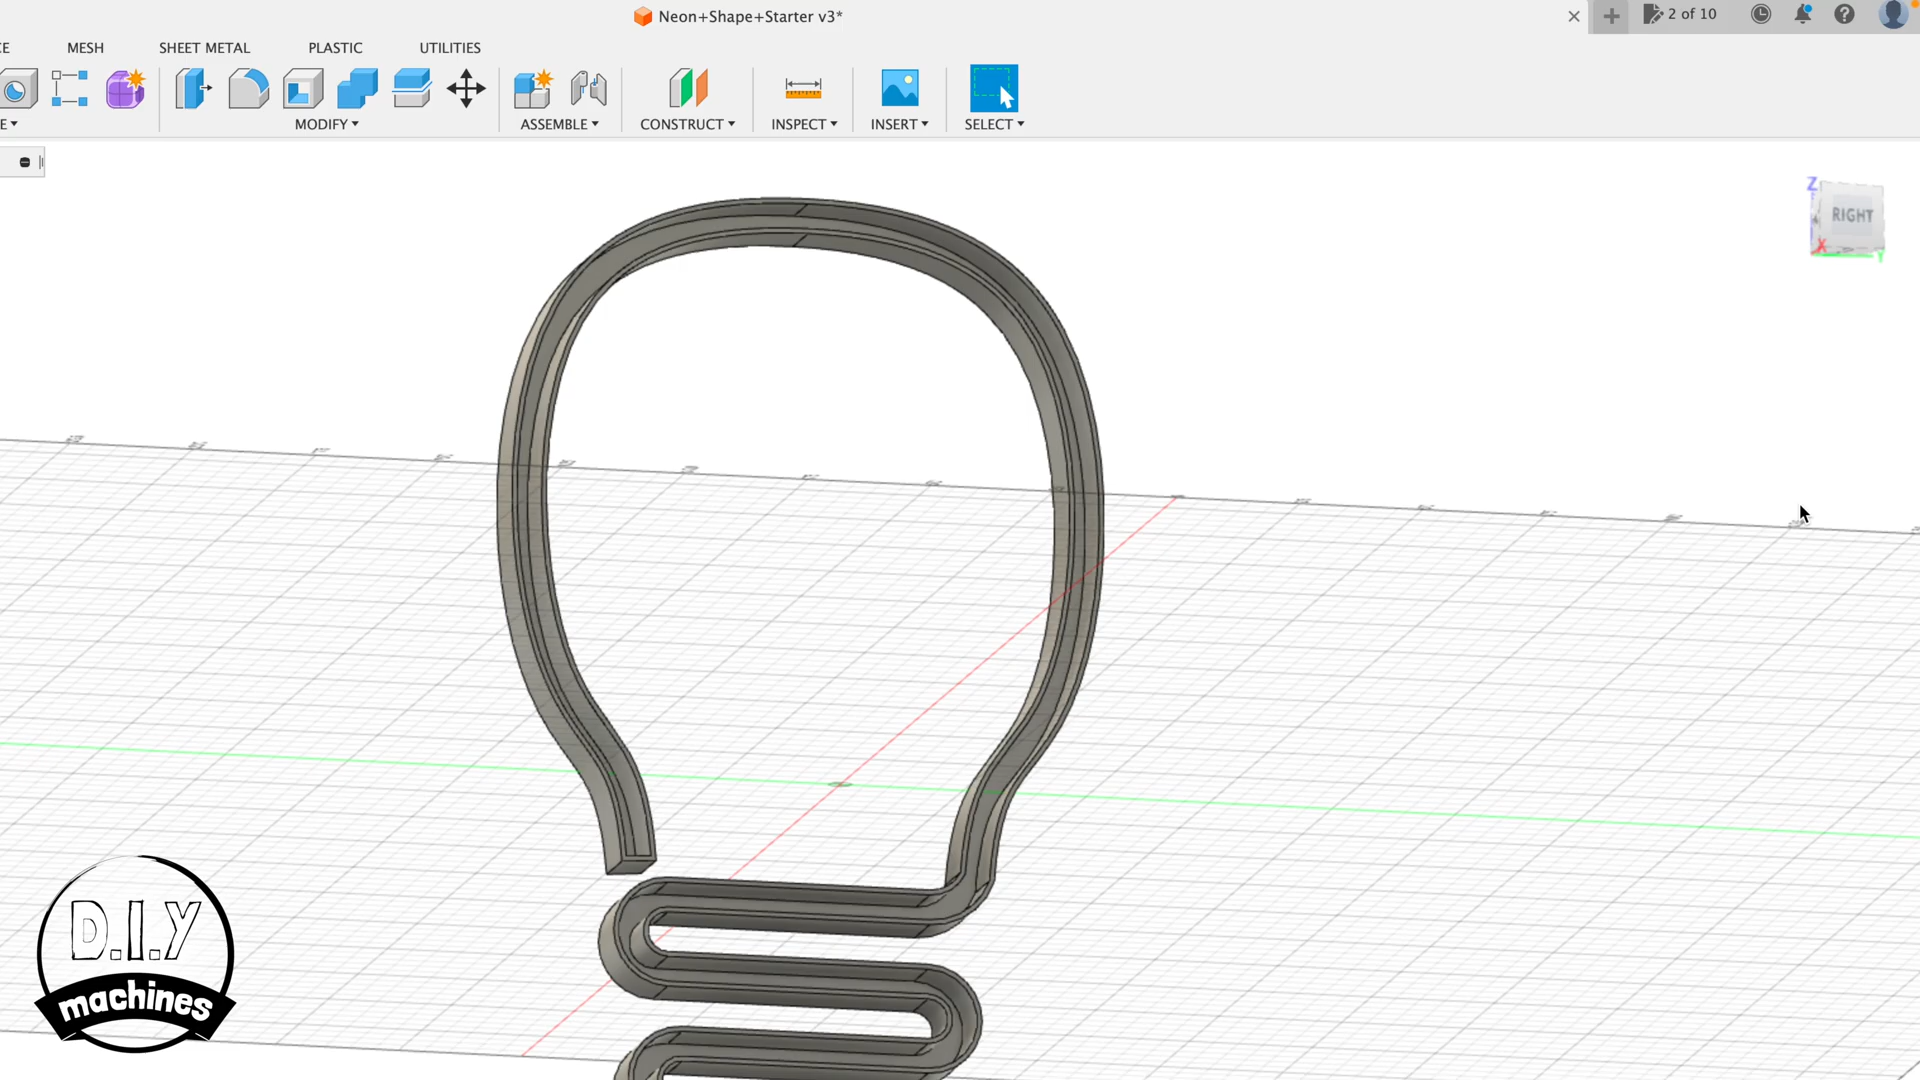 Neon+Shape+Starter v3*
2 of 10
MESH
SHEET METAL
PLASTIC
UTILITIES
MODIFY
ASSEMBLE
CONSTRUCT
INSPECT
INSERT
SELECT
Z
RIGHT
X
Y
D.I.Y
machines